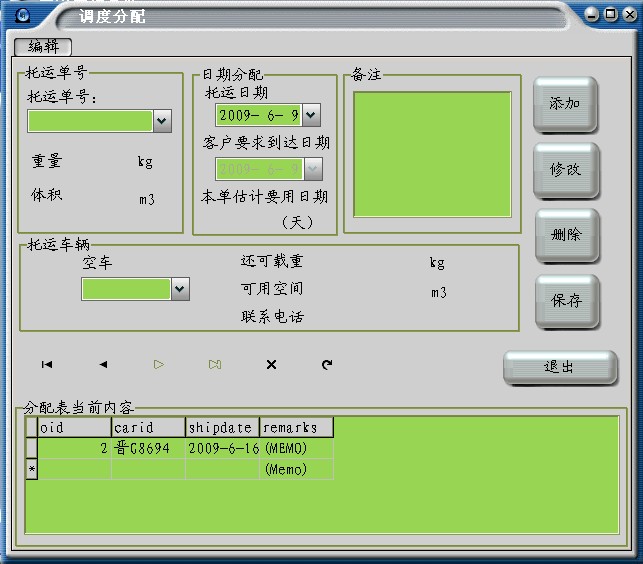 调度分配
编辑
托运单号
托运单号:
重量 kg
体积 m3
日期分配
托运日期
2009- 6- 9
客户要求到达日期
2009- 6- 9
本单估计要用日期
(天)
备注
添加
修改
删除
保存
托运车辆
空车
还可载重 kg
可用空间 m3
联系电话
退出
分配表当前内容
oid carid shipdate remarks
2 晋G8694 2009-6-16 (MEMO)
* (Memo)